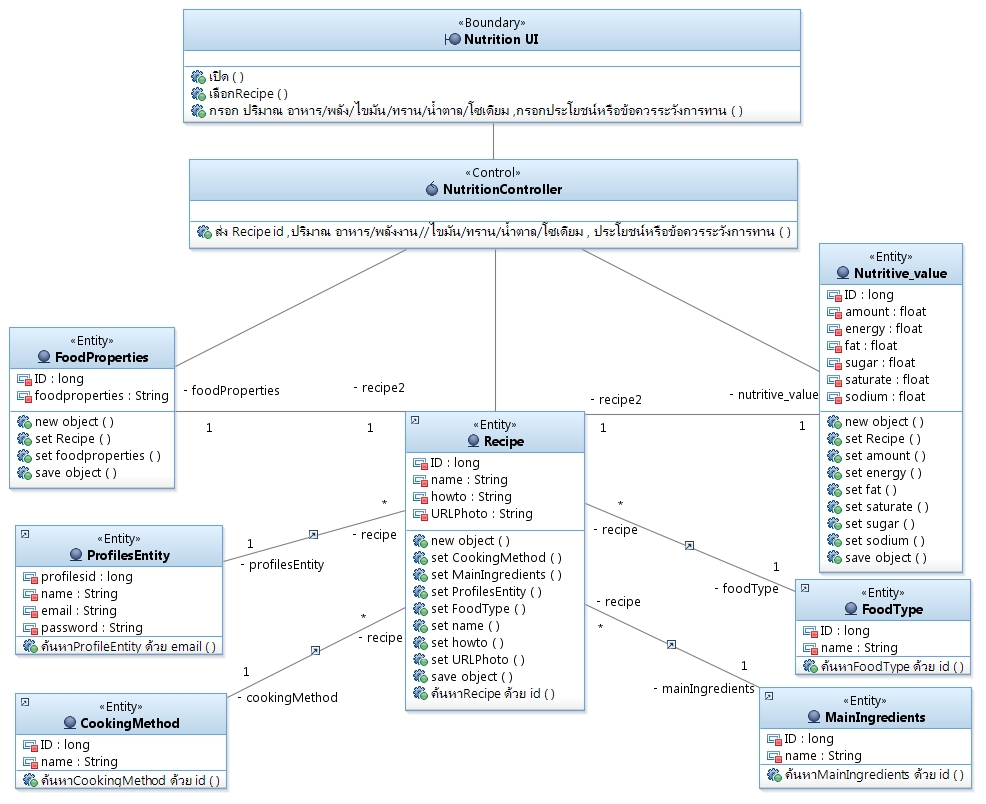 «Boundary»
Nutrition UI
เปิด ( )
เลือกRecipe ( )
กรอก ปริมาณ อาหาร/พลัง/ไขมัน/ทราน/น้ำตาล/โซเดียม ,กรอกประโยชน์หรือข้อควรระวังการทาน ( )
«Control»
NutritionController
ส่ง Recipe id ,ปริมาณ อาหาร/พลังงาน//ไขมัน/ทราน/น้ำตาล/โซเดียม , ประโยชน์หรือข้อควรระวังการทาน ( )
«Entity»
Nutritive_value
ID : long
amount : float
energy : float
fat : float
sugar : float
saturate : float
sodium : float
new object ( )
set Recipe ( )
set amount ( )
set energy ( )
set fat ( )
set saturate ( )
set sugar ( )
set sodium ( )
save object ( )
«Entity»
FoodProperties
ID : long
foodproperties : String
new object ( )
set Recipe ( )
set foodproperties ( )
save object ( )
- foodProperties
- recipe2
1
1
- recipe2
- nutritive_value
1
1
«Entity»
Recipe
ID : long
name : String
howto : String
URLPhoto : String
new object ( )
set CookingMethod ( )
set MainIngredients ( )
set ProfilesEntity ( )
set FoodType ( )
set name ( )
set howto ( )
set URLPhoto ( )
save object ( )
ค้นหาRecipe ด้วย id ( )
«Entity»
ProfilesEntity
profilesid : long
name : String
email : String
password : String
ค้นหาProfileEntity ด้วย email ( )
*
- recipe
1
- profilesEntity
*
- recipe
1
- cookingMethod
«Entity»
CookingMethod
ID : long
name : String
ค้นหาCookingMethod ด้วย id ( )
*
- recipe
1
- foodType
«Entity»
FoodType
ID : long
name : String
ค้นหาFoodType ด้วย id ( )
- recipe
*
1
- mainIngredients
«Entity»
MainIngredients
ID : long
name : String
ค้นหาMainIngredients ด้วย id ( )